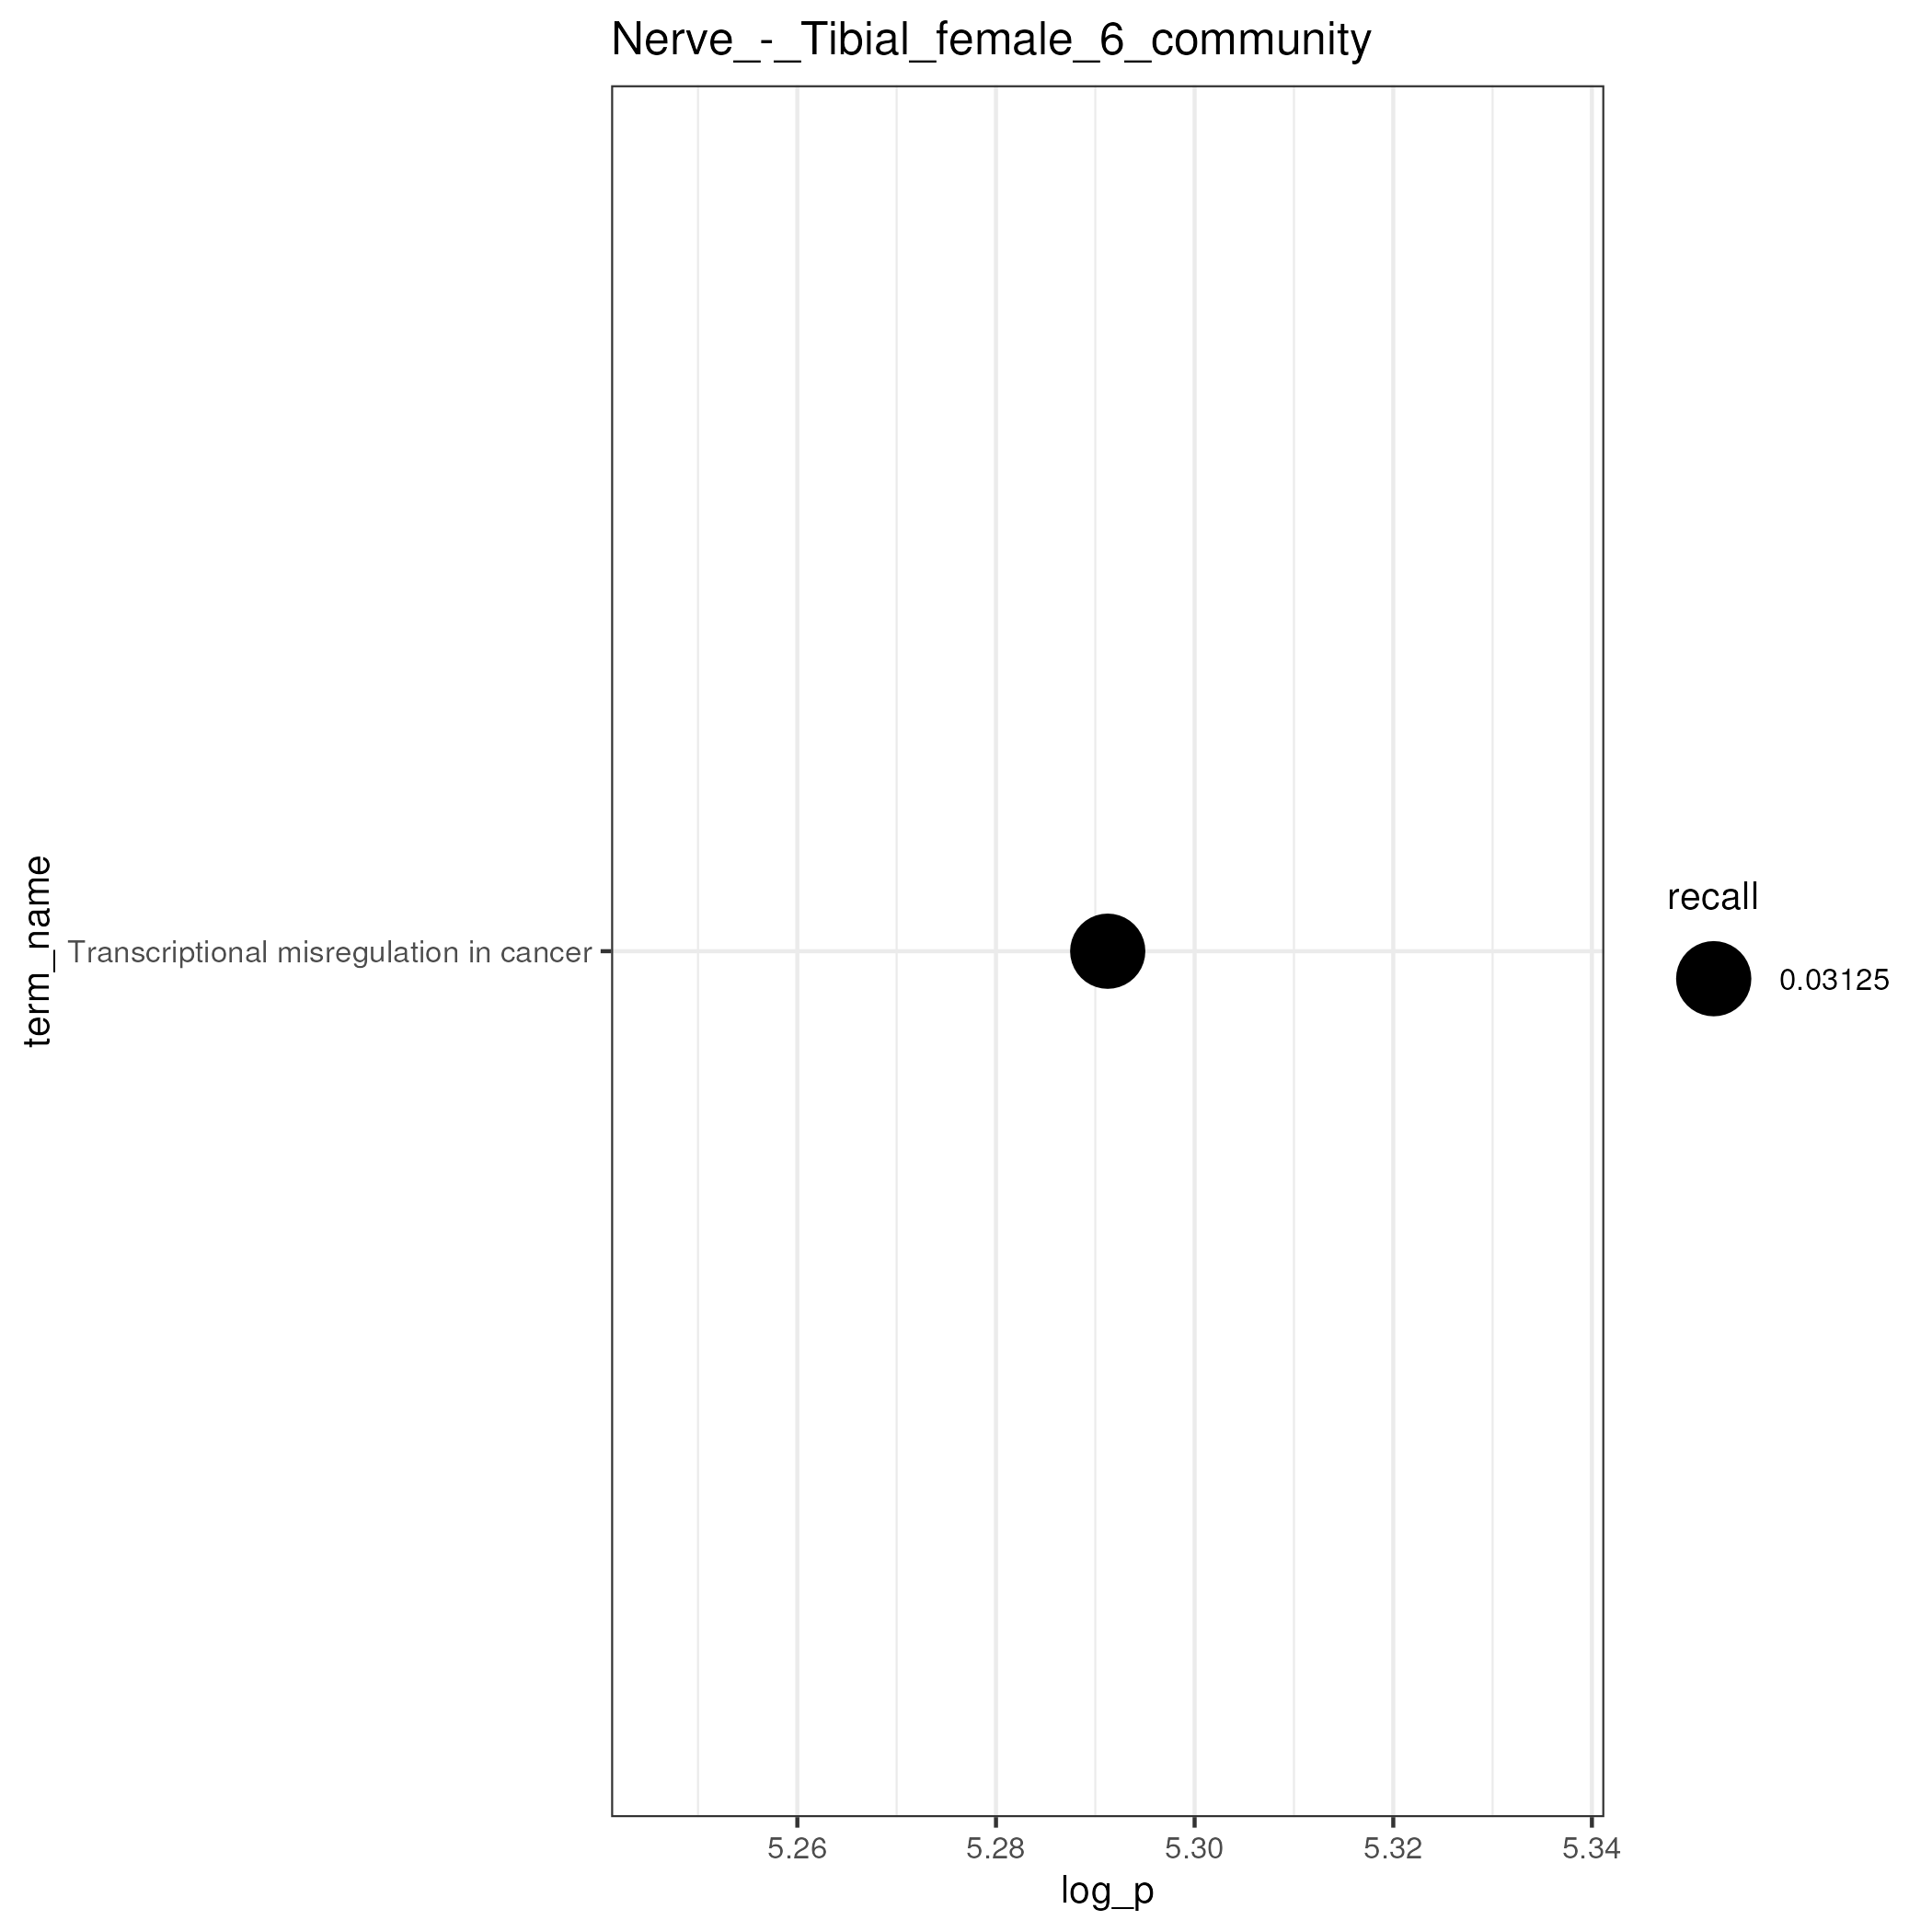 Nerve_-_Tibial_female_6_community
term_name
Transcriptional misregulation in cancer
recall
0.03125
5.26
5.28
5.30
5.32
5.34
log_p